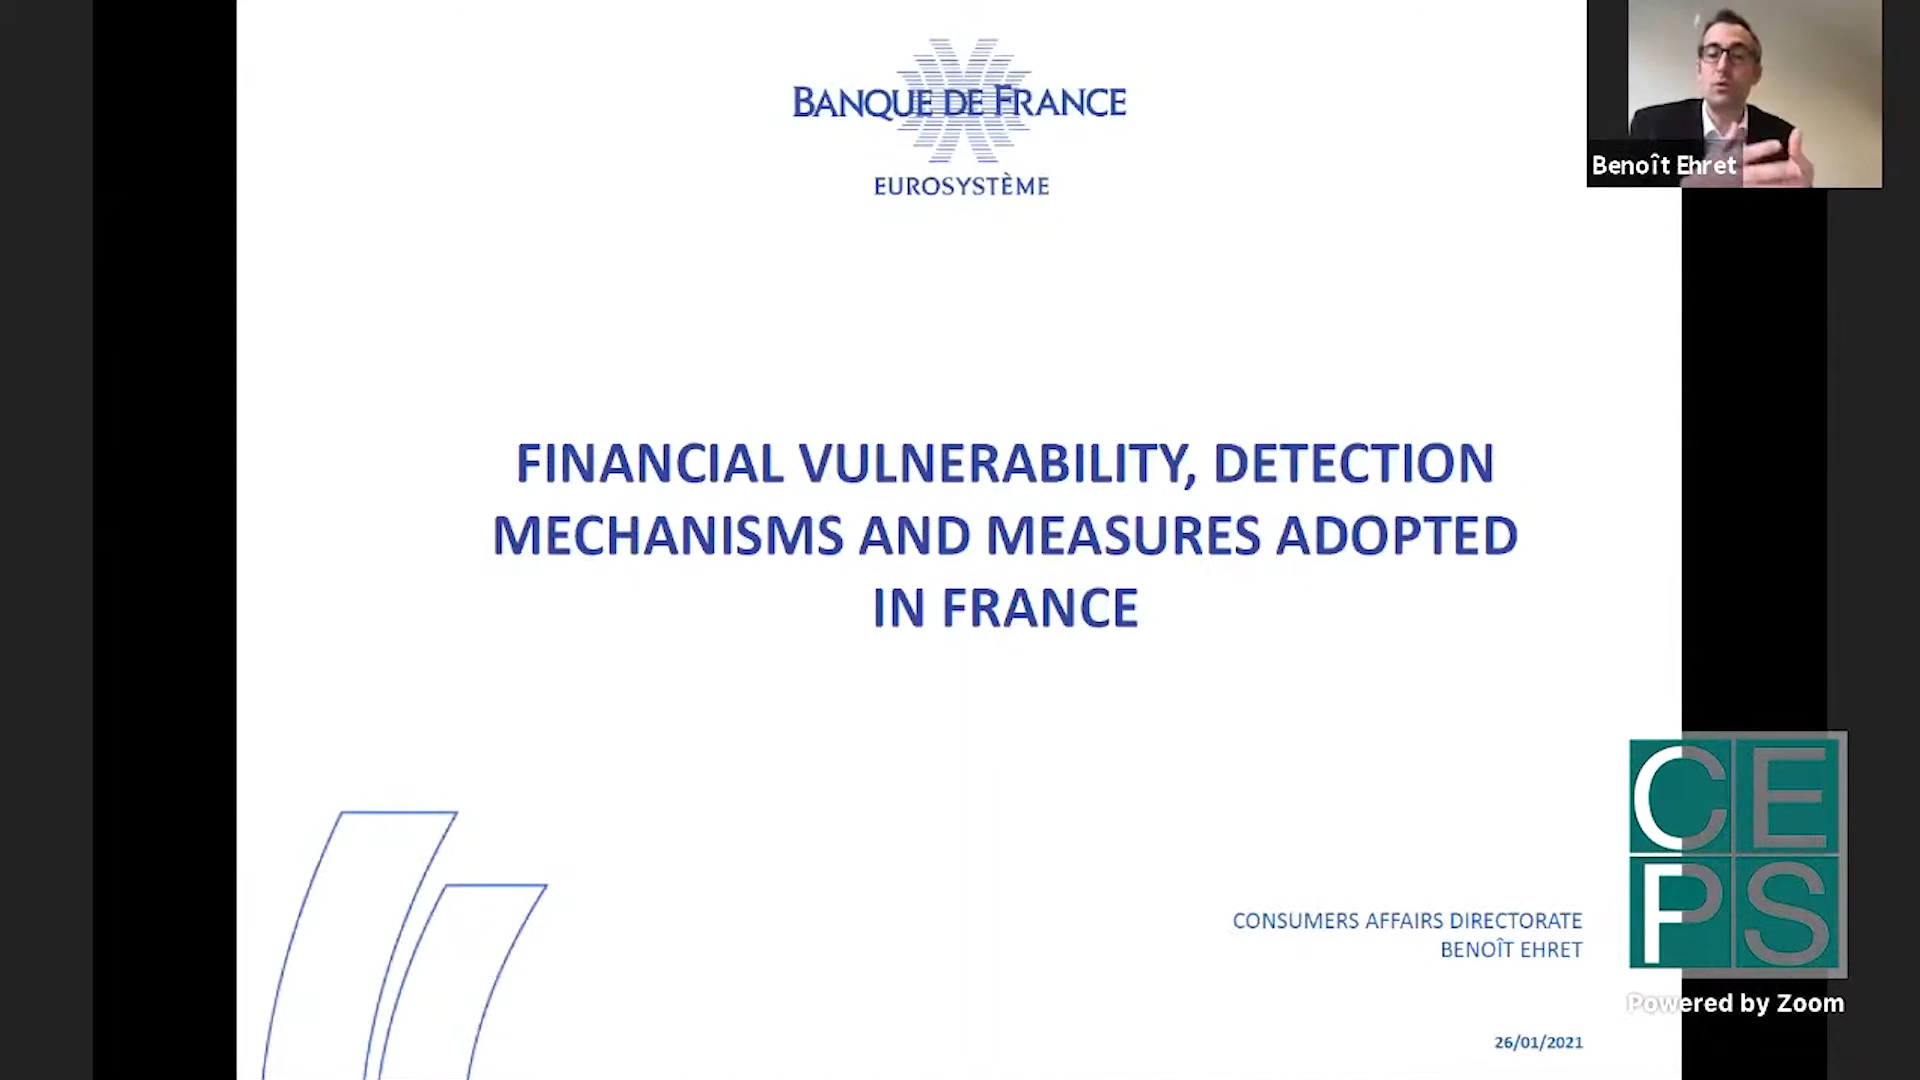 BANQUE DE FRANCE
EUROSYSTÈME
Benoît Ehret
FINANCIAL VULNERABILITY, DETECTION
MECHANISMS AND MEASURES ADOPTED
IN FRANCE
CONSUMERS AFFAIRS DIRECTORATE
BENOÎT EHRET
26/01/2021
CE
PS
Powered by Zoom